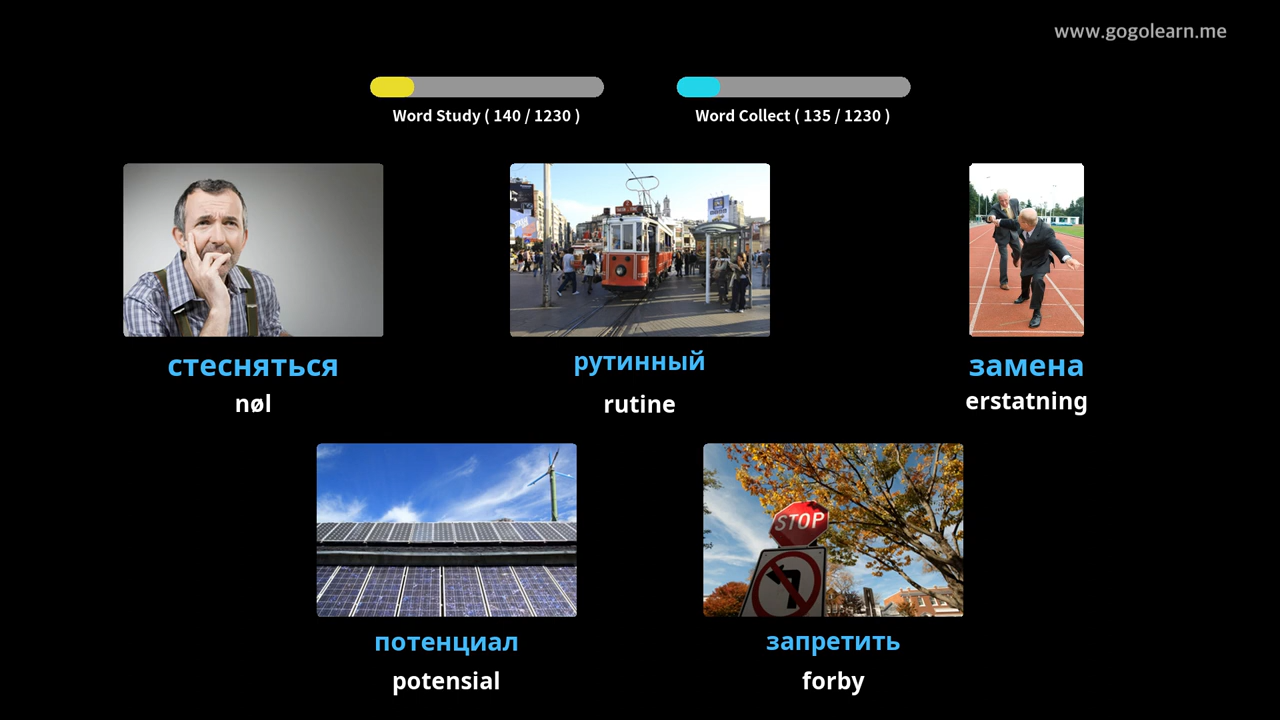 www.gogolearn.me
Word Study ( 140 / 1230 )
Word Collect ( 135 / 1230 )
стесняться
nøl
рутинный
rutine
замена
erstatning
STOP
потенциал
potensial
запретить
forby